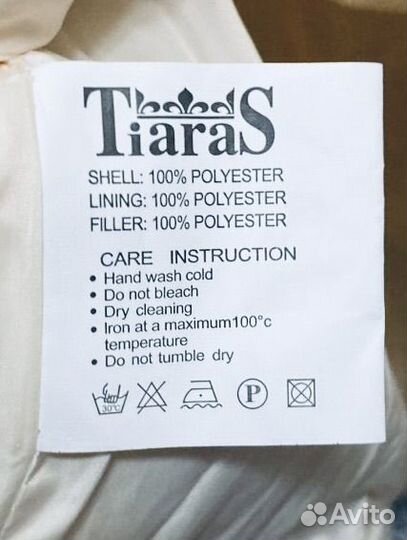 TiaraS
SHELL: 100% POLYESTER
LINING: 100% POLYESTER
FILLER: 100% POLYESTER
CARE INSTRUCTION
• Hand wash cold
• Do not bleach
• Dry cleaning
• Iron at a maximum100°c
temperature
• Do not tumble dry
30°C
P
Avito